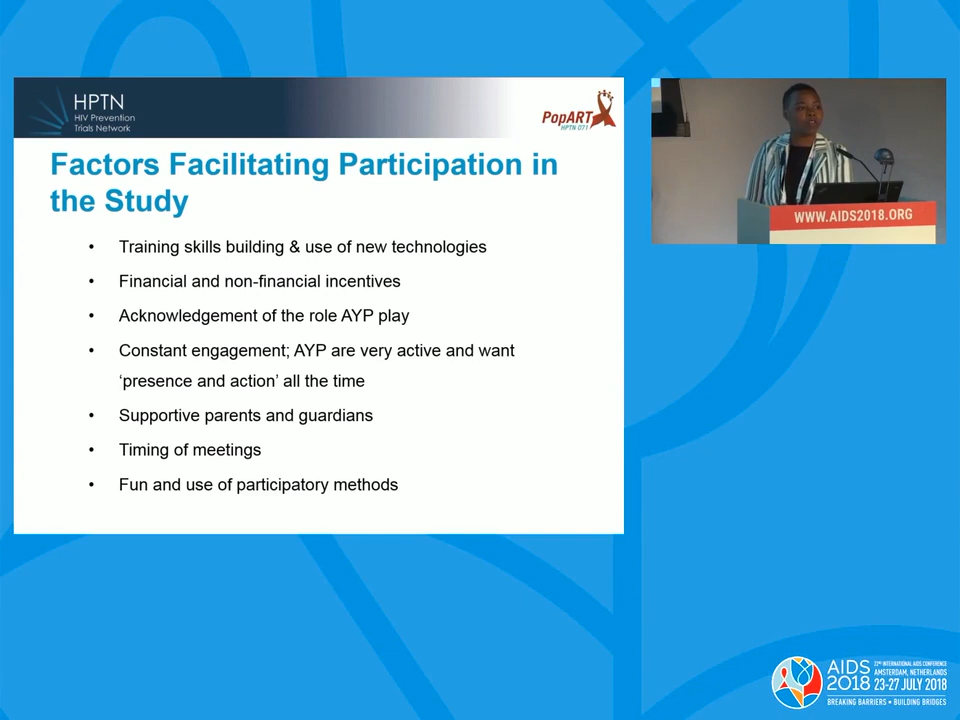 HPTN
HIV Prevention
Trials Network
PopART
HPTN 071
Factors Facilitating Participation in
the Study
• Training skills building & use of new technologies
• Financial and non-financial incentives
• Acknowledgement of the role AYP play
• Constant engagement; AYP are very active and want
‘presence and action’ all the time
• Supportive parents and guardians
• Timing of meetings
• Fun and use of participatory methods
WWW.AIDS2018.ORG
AIDS
2018
22ND INTERNATIONAL AIDS CONFERENCE
AMSTERDAM, NETHERLANDS
23-27 JULY 2018
BREAKING BARRIERS • BUILDING BRIDGES